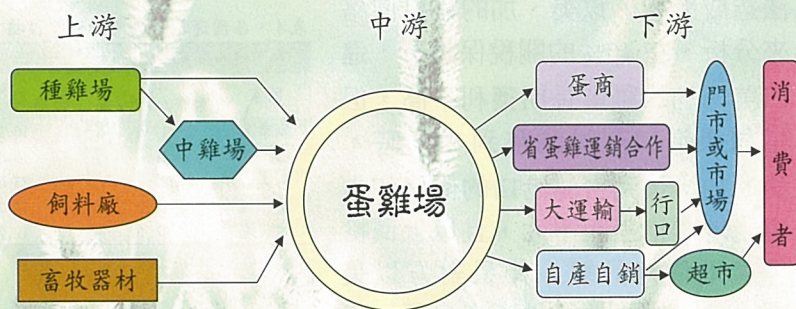 上游
中游
下游
種雞場
中雞場
飼料廠
畜牧器材
蛋雞場
蛋商
省蛋雞運銷合作
大運輸
行口
自產自銷
門市或市場
超市
消費者